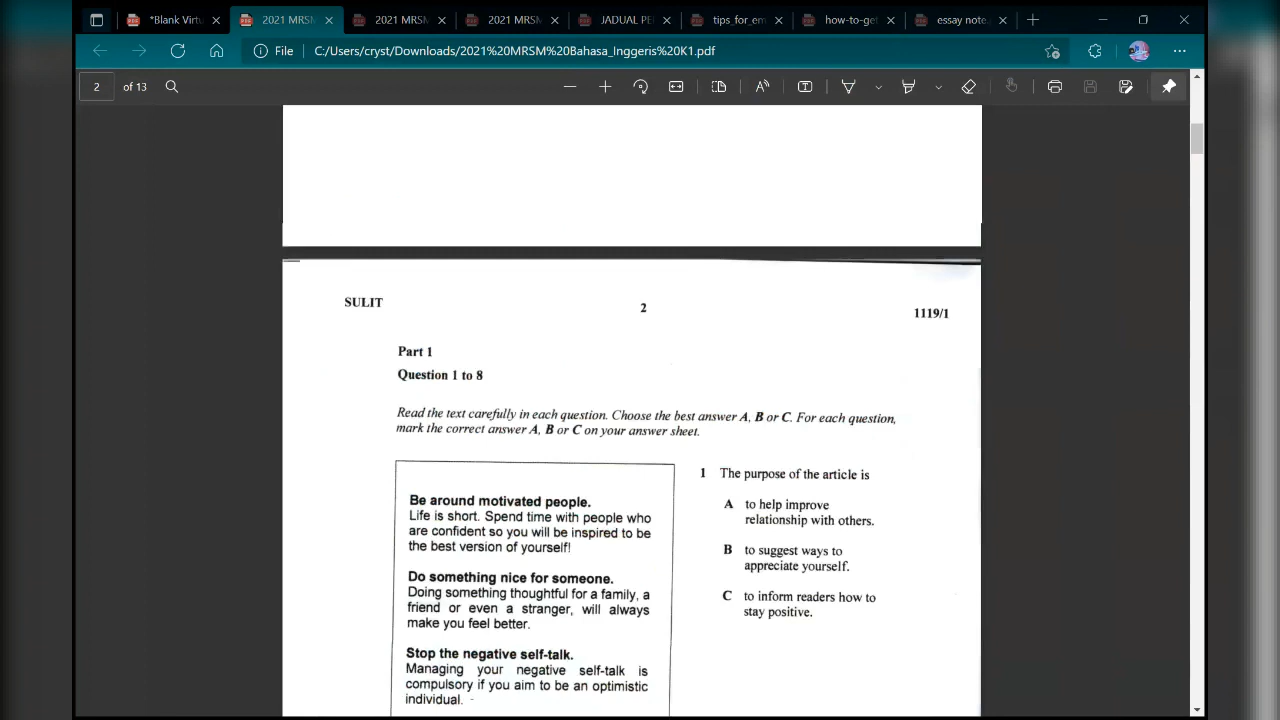 *Blank Virtu
2021 MRSM
2021 MRSM
2021 MRSM
JADUAL PE
tips_for_em
how-to-get
essay note
File
C:/Users/cryst/Downloads/2021%20MRSM%20Bahasa_Inggeris%20K1.pdf
2
of 13
SULIT
2
1119/1
Part 1
Question 1 to 8
Read the text carefully in each question. Choose the best answer A, B or C. For each question,
mark the correct answer A, B or C on your answer sheet.
Be around motivated people.
Life is short. Spend time with people who
are confident so you will be inspired to be
the best version of yourself!
Do something nice for someone.
Doing something thoughtful for a family, a
friend or even a stranger, will always
make you feel better.
Stop the negative self-talk.
Managing your negative self-talk is
compulsory if you aim to be an optimistic
individual.
1 The purpose of the article is
A to help improve
relationship with others.
B to suggest ways to
appreciate yourself.
C to inform readers how to
stay positive.